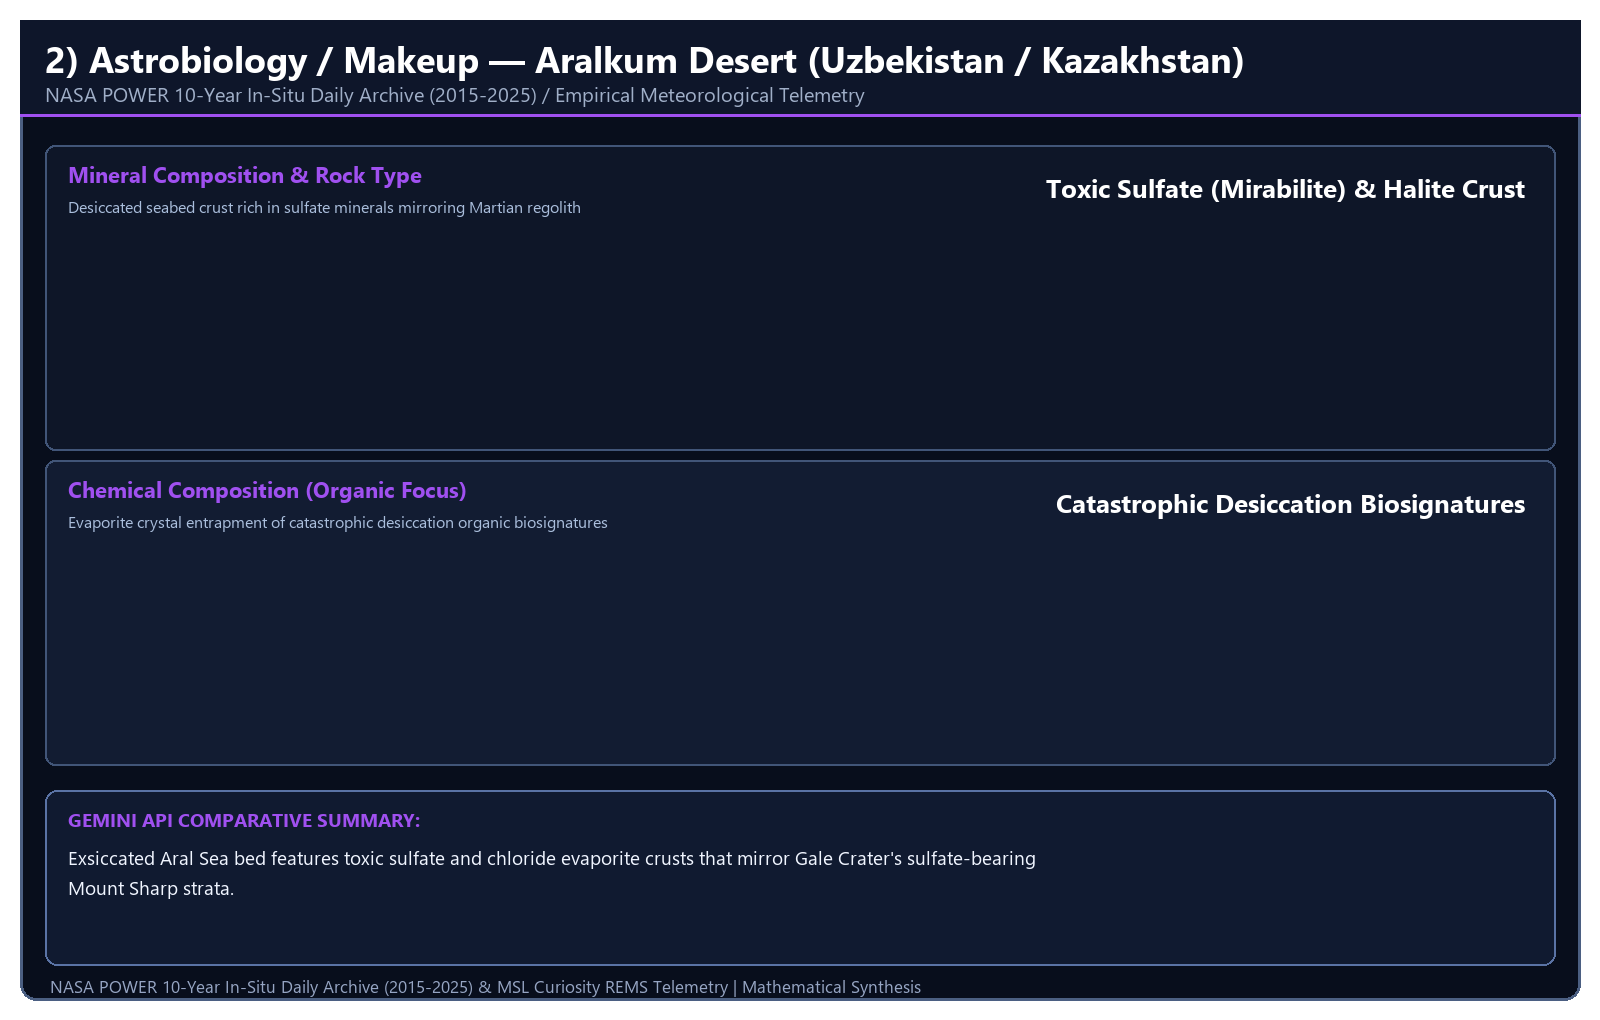 2) Astrobiology / Makeup — Aralkum Desert (Uzbekistan / Kazakhstan)
NASA POWER 10-Year In-Situ Daily Archive (2015-2025) / Empirical Meteorological Telemetry
Mineral Composition & Rock Type
Toxic Sulfate (Mirabilite) & Halite Crust
Desiccated seabed crust rich in sulfate minerals mirroring Martian regolith
Chemical Composition (Organic Focus)
Catastrophic Desiccation Biosignatures
Evaporite crystal entrapment of catastrophic desiccation organic biosignatures
GEMINI API COMPARATIVE SUMMARY:
Exsiccated Aral Sea bed features toxic sulfate and chloride evaporite crusts that mirror Gale Crater's sulfate-bearing
Mount Sharp strata.
NASA POWER 10-Year In-Situ Daily Archive (2015-2025) & MSL Curiosity REMS Telemetry | Mathematical Synthesis